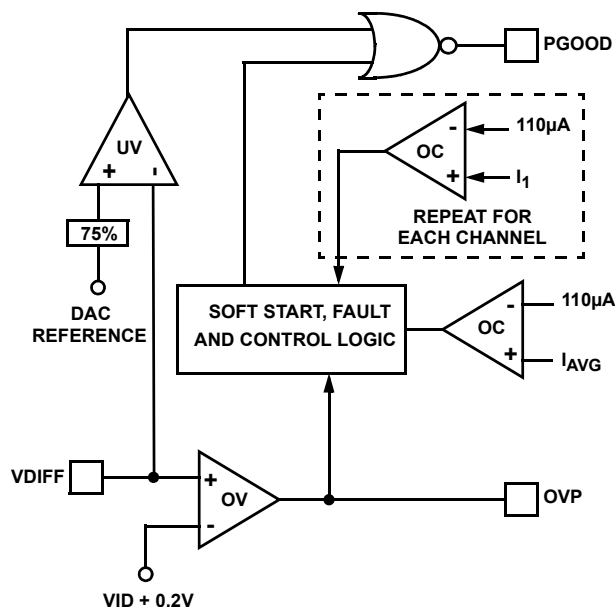 PGOOD
UV
+ -
75%
DAC
REFERENCE
OC
- 110µA
+ I1
REPEAT FOR
EACH CHANNEL
SOFT START, FAULT
AND CONTROL LOGIC
OC
- 110µA
+ IAVG
VDIFF
+
OV
-
OVP
VID + 0.2V